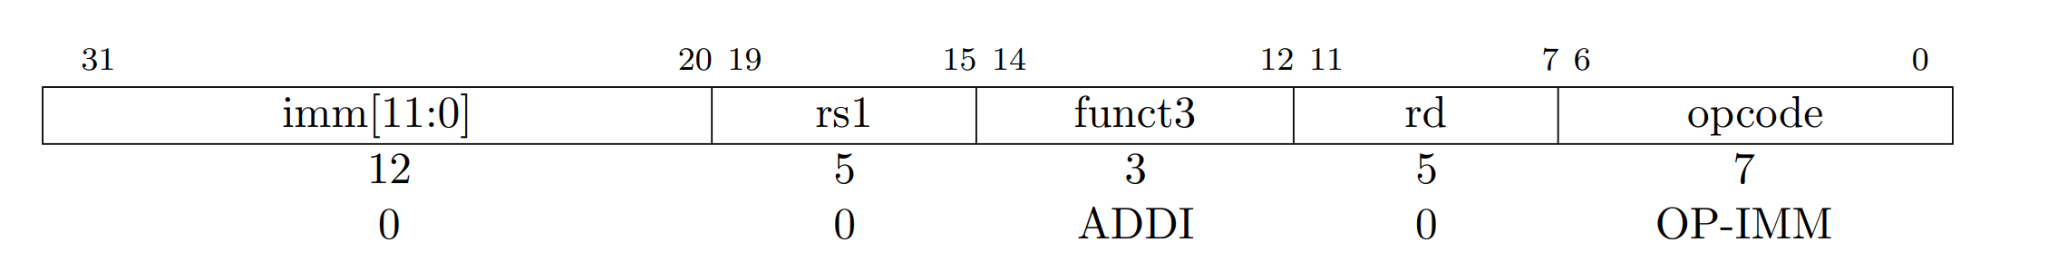 31 20 19 15 14 12 11 7 6 0
imm[11:0] rs1 funct3 rd opcode
12 5 3 5 7
0 0 ADDI 0 OP-IMM